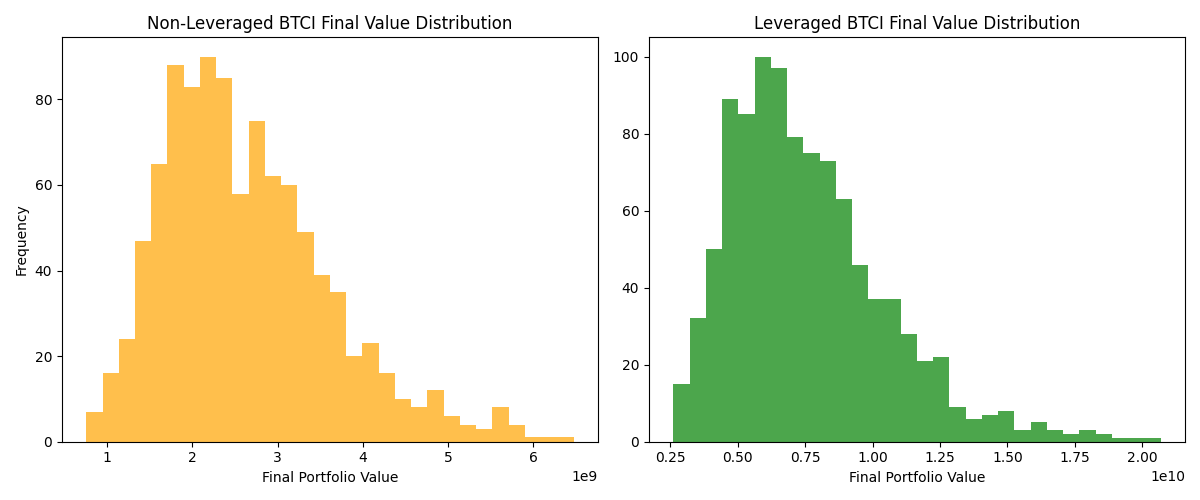 Non-Leveraged BTCI Final Value Distribution
Frequency
80
60
40
20
0
1 2 3 4 5 6
1e9
Final Portfolio Value
Leveraged BTCI Final Value Distribution
100
80
60
40
20
0
0.25 0.50 0.75 1.00 1.25 1.50 1.75 2.00
1e10
Final Portfolio Value